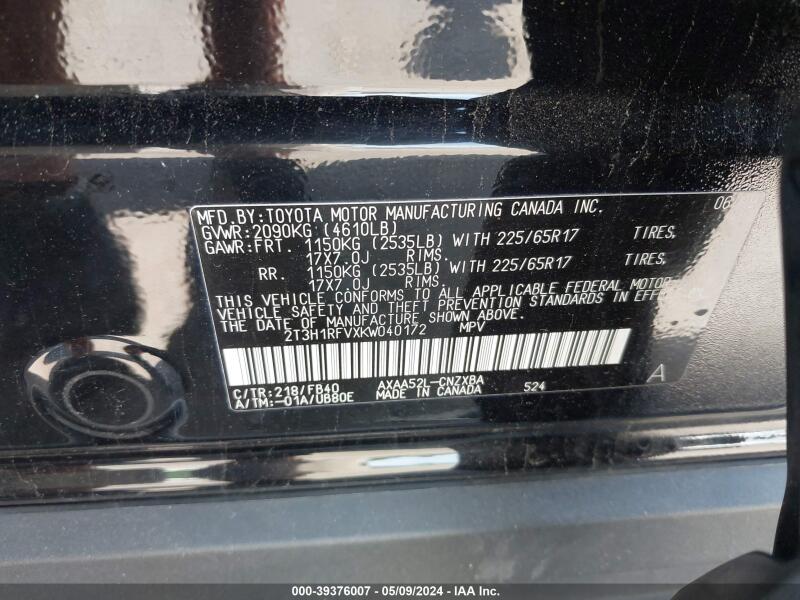 MFD.BY:TOYOTA MOTOR MANUFACTURING CANADA INC. 06
GVWR:2090KG (4610LB)
GAWR:FRT. 1150KG (2535LB) WITH 225/65R17 TIRES.
17X7.0J RIMS.
RR. 1150KG (2535LB) WITH 225/65R17 TIRES.
17X7.0J RIMS.
THIS VEHICLE CONFORMS TO ALL APPLICABLE FEDERAL MOTOR
VEHICLE SAFETY AND THEFT PREVENTION STANDARDS IN EFFECT
THE DATE OF MANUFACTURE SHOWN ABOVE.
2T3H1RFVXKW040172 MPV
C/TR:218/FB40 AXAA52L-CNZXBA 524 A
A/TM:-01A/UB80E MADE IN CANADA
000-39376007 - 05/09/2024 - IAA Inc.